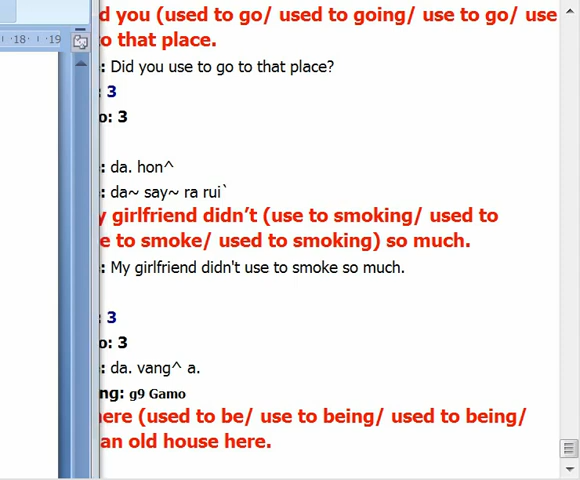 · 18 · ı · 19
d you (used to go/ used to going/ use to go/ use
o that place.
: Did you use to go to that place?
: 3
o: 3
: da. hon^
: da~ say~ ra rui`
y girlfriend didn’t (use to smoking/ used to
e to smoke/ used to smoking) so much.
: My girlfriend didn't use to smoke so much.
: 3
o: 3
: da. vang^ a.
ng: g9 Gamo
here (used to be/ use to being/ used to being/
an old house here.